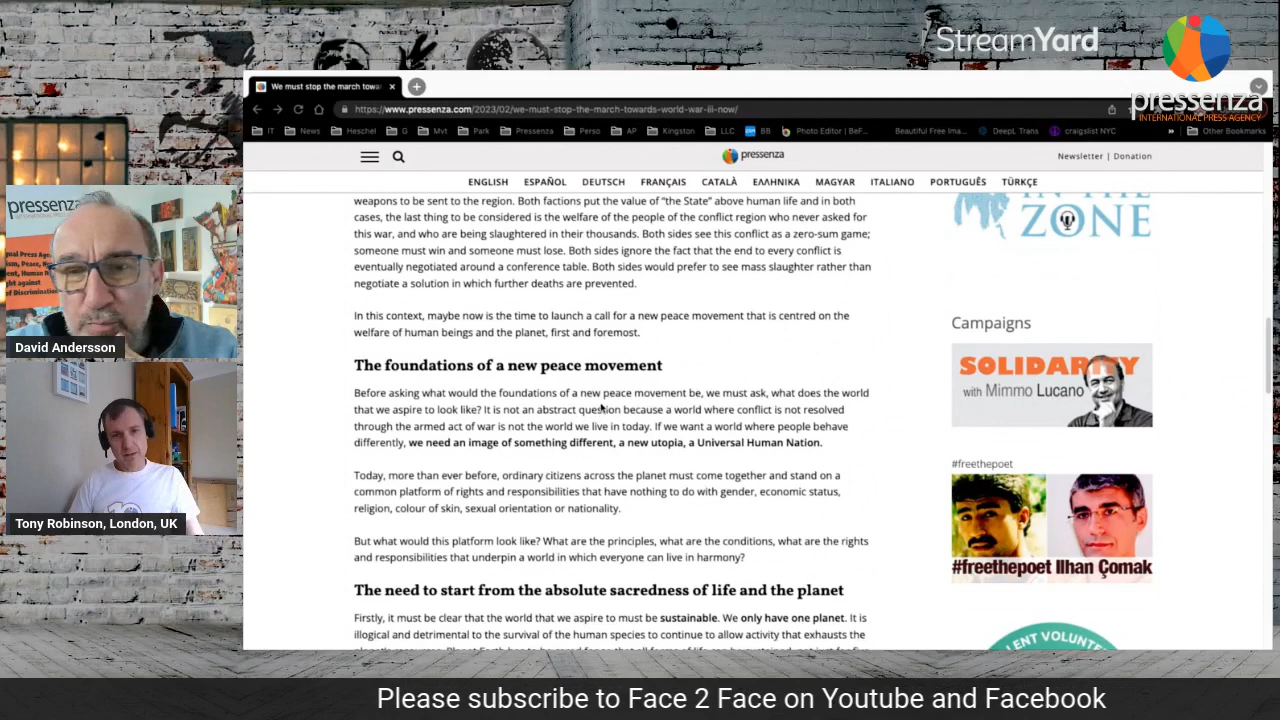 StreamYard
pressenza
INTERNATIONAL PRESS AGENCY
We must stop the march towar
https://www.pressenza.com/2023/02/we-must-stop-the-march-towards-world-war-iii-now/
IT News Heschel G Mvt Park Pressenza Perso AP Kingston LLC BB Photo Editor | BeF... Beautiful Free Ima... DeepL Trans craigslist NYC » Other Bookmarks
pressenza
Newsletter | Donation
ENGLISH ESPAÑOL DEUTSCH FRANÇAIS CATALÀ ΕΛΛΗΝΙΚΑ MAGYAR ITALIANO PORTUGUÊS TÜRKÇE
weapons to be sent to the region. Both factions put the value of "the State" above human life and in both
cases, the last thing to be considered is the welfare of the people of the conflict region who never asked for
this war, and who are being slaughtered in their thousands. Both sides see this conflict as a zero-sum game;
someone must win and someone must lose. Both sides ignore the fact that the end to every conflict is
eventually negotiated around a conference table. Both sides would prefer to see mass slaughter rather than
negotiate a solution in which further deaths are prevented.
In this context, maybe now is the time to launch a call for a new peace movement that is centred on the
welfare of human beings and the planet, first and foremost.
The foundations of a new peace movement
Before asking what would the foundations of a new peace movement be, we must ask, what does the world
that we aspire to look like? It is not an abstract question because a world where conflict is not resolved
through the armed act of war is not the world we live in today. If we want a world where people behave
differently, we need an image of something different, a new utopia, a Universal Human Nation.
Today, more than ever before, ordinary citizens across the planet must come together and stand on a
common platform of rights and responsibilities that have nothing to do with gender, economic status,
religion, colour of skin, sexual orientation or nationality.
But what would this platform look like? What are the principles, what are the conditions, what are the rights
and responsibilities that underpin a world in which everyone can live in harmony?
The need to start from the absolute sacredness of life and the planet
Firstly, it must be clear that the world that we aspire to must be sustainable. We only have one planet. It is
illogical and detrimental to the survival of the human species to continue to allow activity that exhausts the
IN THE
ZONE
Campaigns
SOLIDARITY
with Mimmo Lucano
#freethepoet
#freethepoet Ilhan Çomak
LENT VOLUNTE
pressenza
David Andersson
Tony Robinson, London, UK
Please subscribe to Face 2 Face on Youtube and Facebook